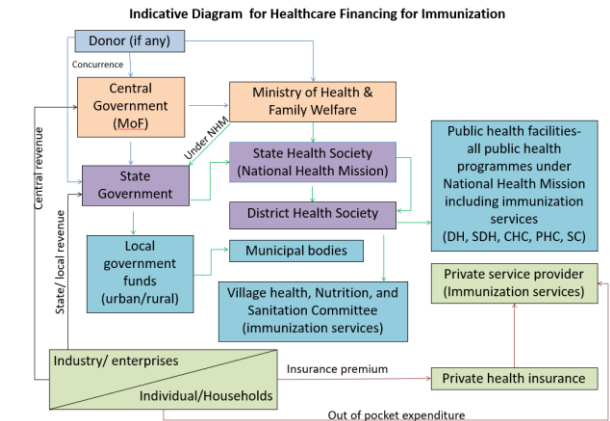 Indicative Diagram for Healthcare Financing for Immunization
Donor (if any)
Concurrence
Central
Government
(MoF)
Ministry of Health &
Family Welfare
Under NHM
Central revenue
State/ local revenue
State
Government
State Health Society
(National Health Mission)
District Health Society
Public health facilities-
all public health
programmes under
National Health Mission
including immunization
services
(DH, SDH, CHC, PHC, SC)
Local
government
funds
(urban/rural)
Municipal bodies
Village health, Nutrition, and
Sanitation Committee
(immunization services)
Private service provider
(Immunization services)
Industry/ enterprises
Individual/Households
Insurance premium
Private health insurance
Out of pocket expenditure